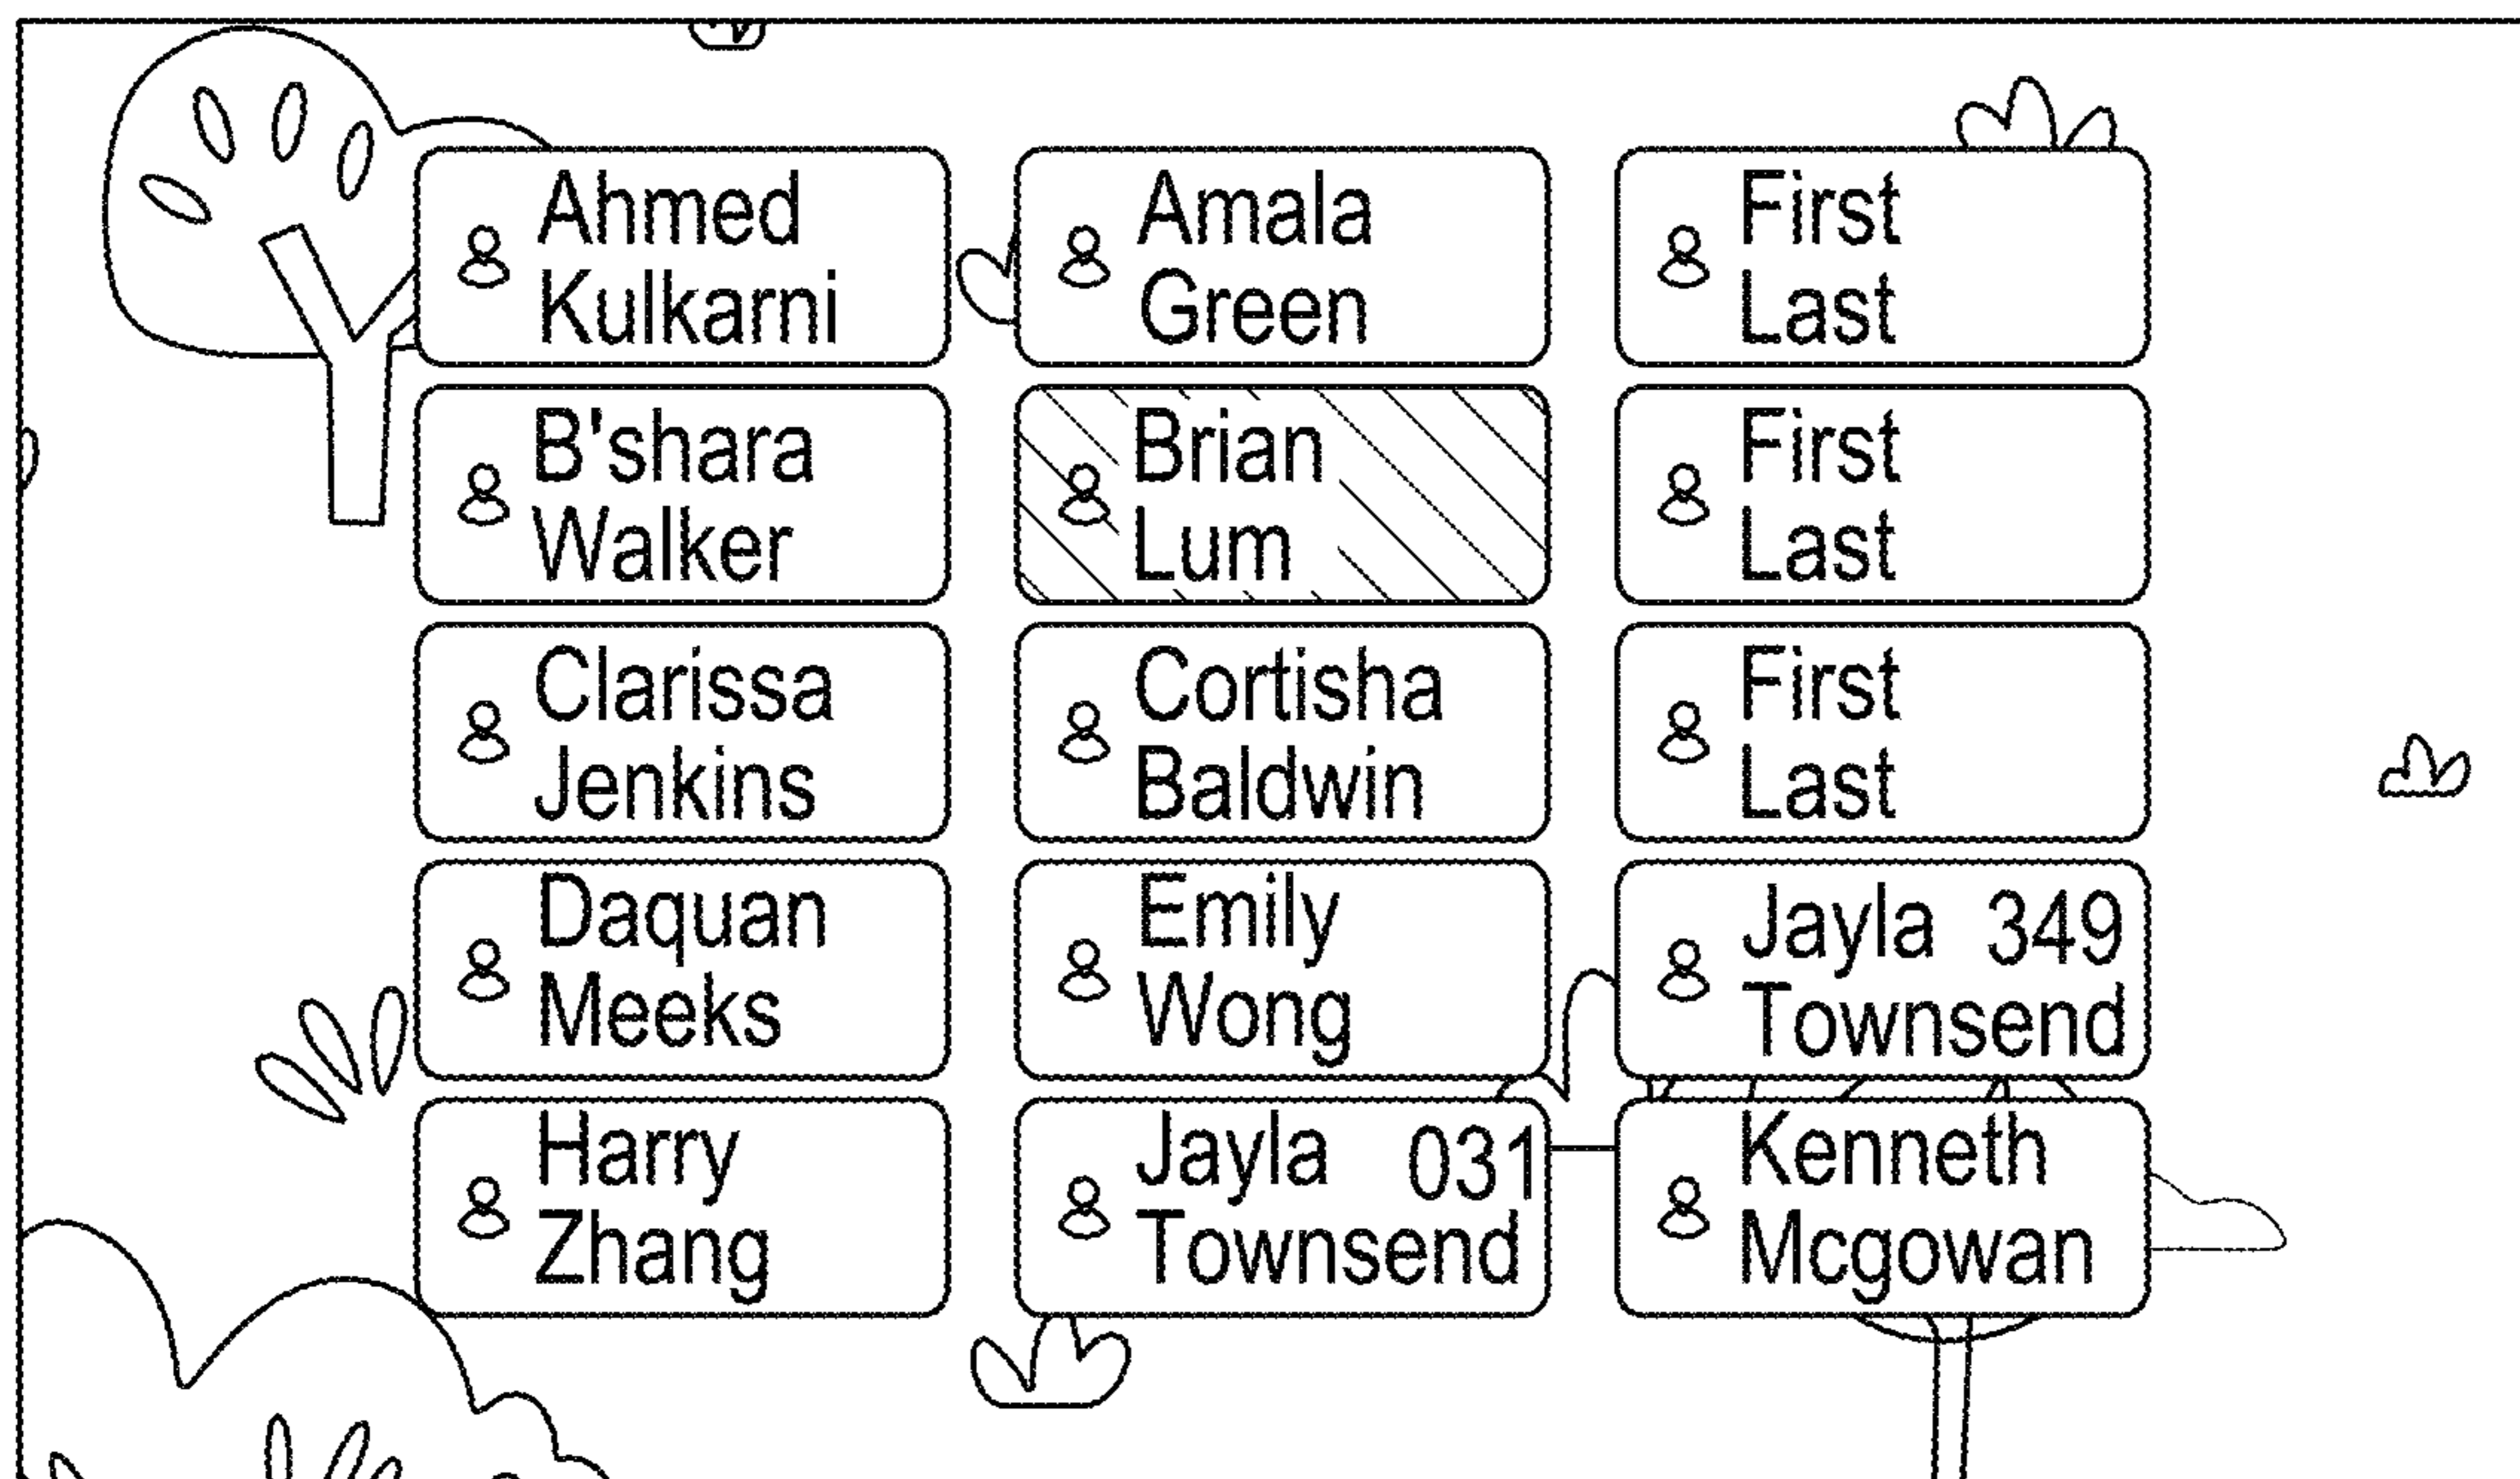 Ahmed
Kulkarni
Amala
Green
First
Last
B'shara
Walker
Brian
Lum
First
Last
Clarissa
Jenkins
Cortisha
Baldwin
First
Last
Daquan
Meeks
Emily
Wong
Jayla 349
Townsend
Harry
Zhang
Jayla 031
Townsend
Kenneth
Mcgowan